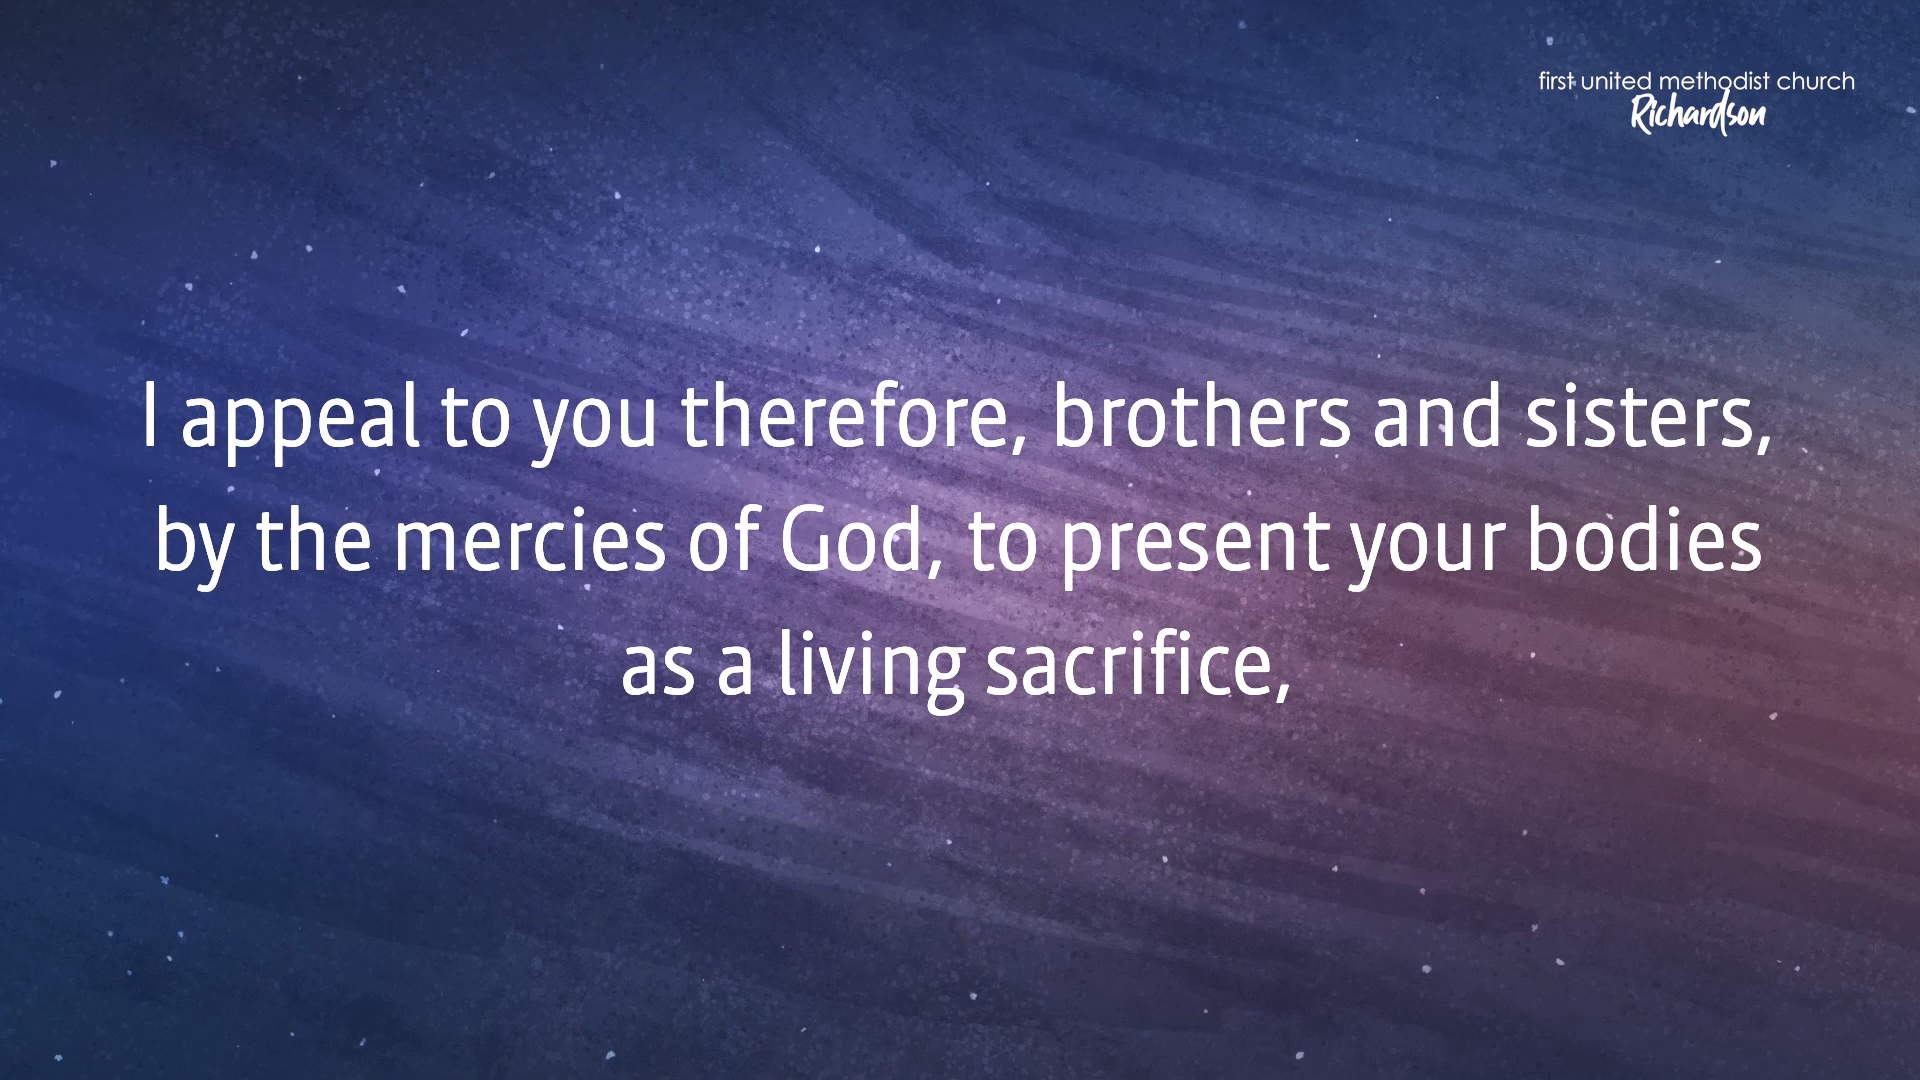 first united methodist church
Richardson
I appeal to you therefore, brothers and sisters,
by the mercies of God, to present your bodies
as a living sacrifice,